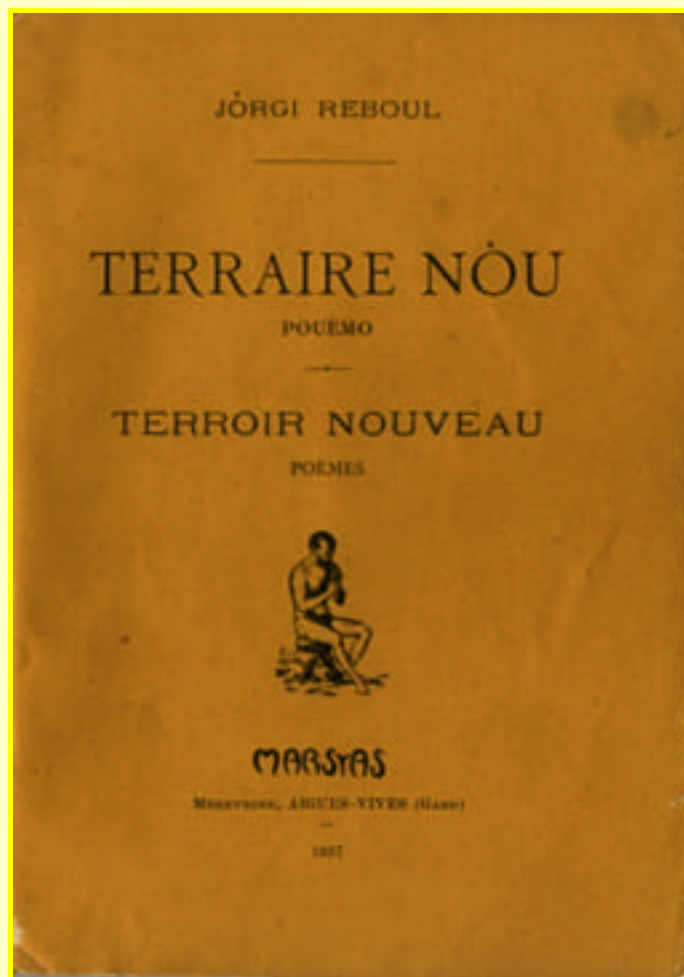 JÒRGI REBOUL
TERRAIRE NÒU
POUÈMO
TERROIR NOUVEAU
POÈMES
MARSYAS
AIGUES-VIVES (GARD)
1937